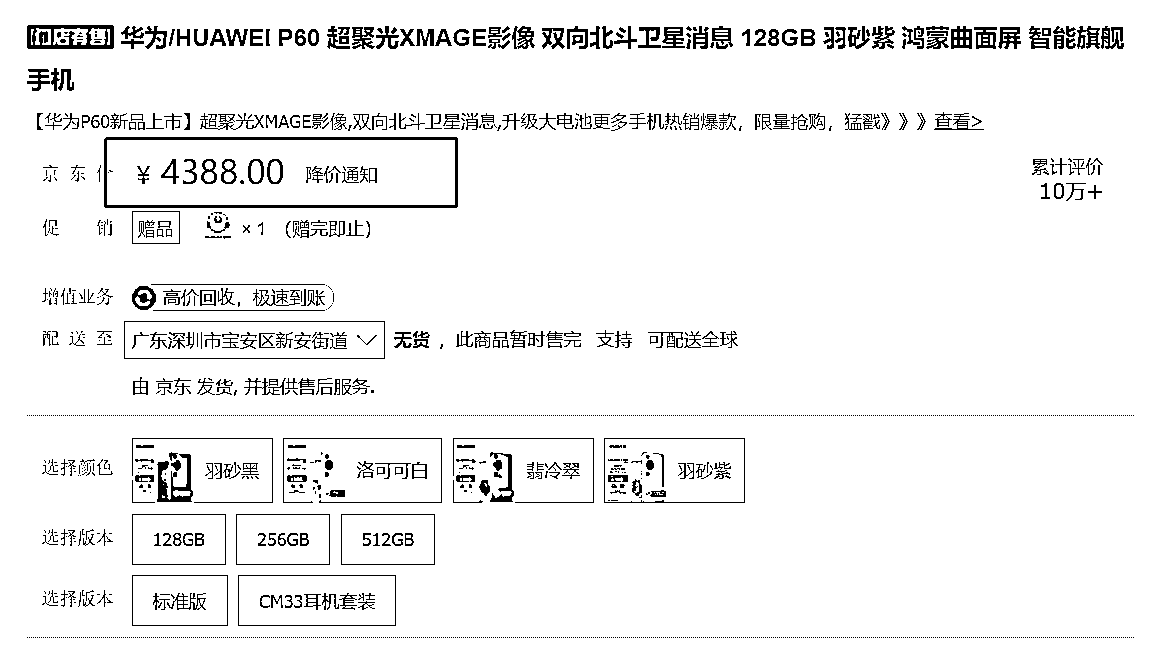 门店有售 华为/HUAWEI P60 超聚光XMAGE影像 双向北斗卫星消息 128GB 羽砂紫 鸿蒙曲面屏 智能旗舰
手机
【华为P60新品上市】超聚光XMAGE影像,双向北斗卫星消息,升级大电池更多手机热销爆款，限量抢购，猛戳》》》查看>
京 东 价 ￥ 4388.00 降价通知
累计评价
10万+
促 销 赠品 × 1 （赠完即止）
增值业务 高价回收，极速到账
配 送 至 广东深圳市宝安区新安街道 无货 ，此商品暂时售完 支持 可配送全球
由 京东 发货, 并提供售后服务.
选择颜色 羽砂黑 洛可可白 翡冷翠 羽砂紫
选择版本 128GB 256GB 512GB
选择版本 标准版 CM33耳机套装